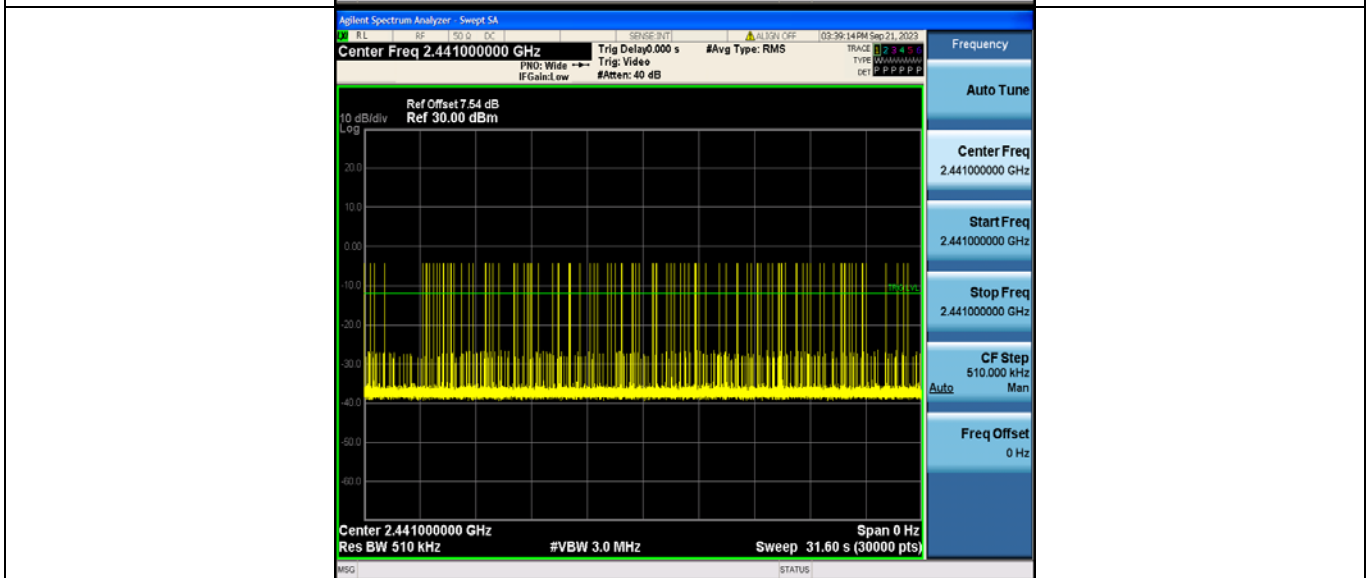 Agilent Spectrum Analyzer - Swept SA
RL RF 50 Ω DC SENSE:INT ALIGN OFF 03:39:14 PM Sep 21, 2023
Center Freq 2.441000000 GHz
PNO: Wide
IFGain:Low
Trig Delay0.000 s
Trig: Video
#Atten: 40 dB
#Avg Type: RMS
TRACE 1 2 3 4 5 6
TYPE
DET P P P P P P
Ref Offset 7.54 dB
10 dB/div Ref 30.00 dBm
Log
20.0
10.0
0.00
-10.0
TRIG LVL
-20.0
-30.0
-40.0
-50.0
-60.0
Center 2.441000000 GHz Span 0 Hz
Res BW 510 kHz #VBW 3.0 MHz Sweep 31.60 s (30000 pts)
MSG STATUS
Frequency
Auto Tune
Center Freq
2.441000000 GHz
Start Freq
2.441000000 GHz
Stop Freq
2.441000000 GHz
CF Step
510.000 kHz
Auto Man
Freq Offset
0 Hz